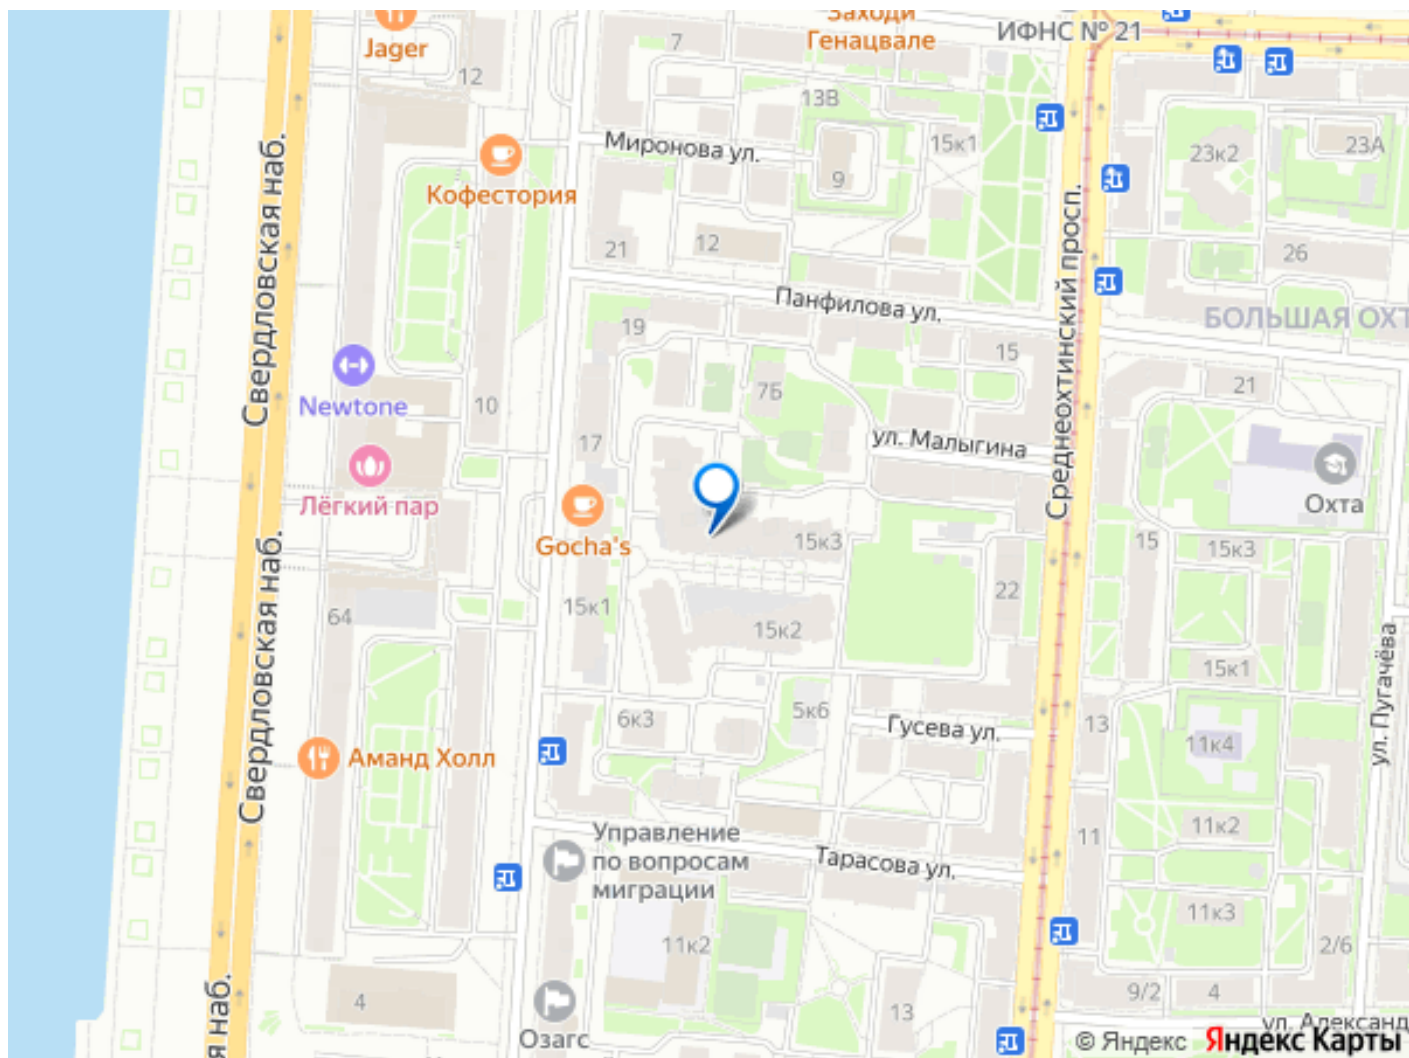 Заходи
Генацвале
ИФНС № 21
Jager
7
12
13В
Миронова ул.
15к1
23к2
23А
Кофестория
9
Свердловская наб.
21
12
26
Среднеохтинский просп.
Панфилова ул.
БОЛЬШАЯ ОХТ
19
15
Newtone
10
7Б
21
17
ул. Малыгина
Лёгкий пар
Охта
Gocha's
15к3
15
15к3
Свердловская наб.
64
15к1
22
15к2
15к1
ул. Пугачёва
6к3
5к6
Гусева ул.
13
11к4
Аманд Холл
Управление
по вопросам
миграции
Тарасова ул.
11
11к2
11к3
11к2
2/6
4
13
9/2
4
Озагс
я наб.
ул. Александ
© Яндекс Яндекс Карты